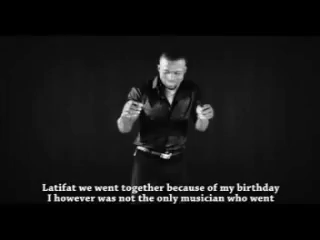 Latifat we went together because of my birthday
I however was not the only musician who went